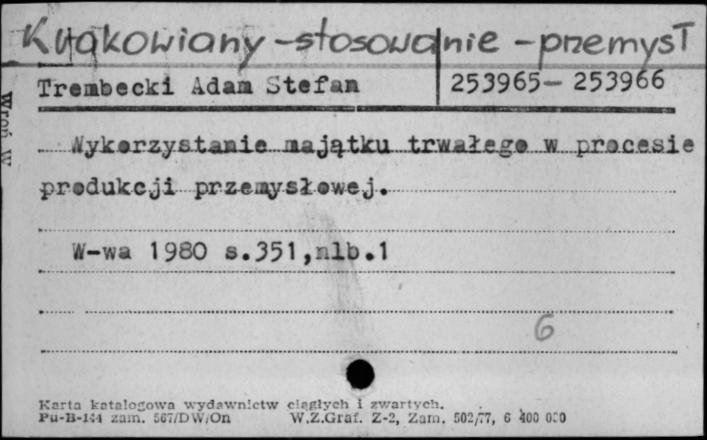 stosowanie - przemysł
Trembecki Adam Stefan 253965- 253966
Wykorzystanie majątku trwałego w procesie
produkcji przemysłowej.
W-wa 1980 s.351,nlb.1
6
Karta katalogowa wydawnictw ciągłych i zwartych.
Pu-B-144 zam. 567/DW/On W.Z.Graf. Z-2, Zam. 502/77, 6 400 000